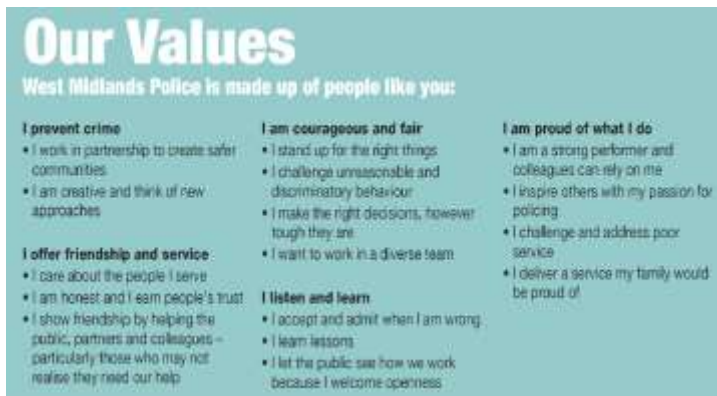 Our Values
West Midlands Police is made up of people like you:
I prevent crime
• I work in partnership to create safer
communities
• I am creative and think of new
approaches
I offer friendship and service
• I care about the people I serve
• I am honest and I earn people's trust
• I show friendship by helping the
public, partners and colleagues –
particularly those who may not
realise they need our help
I am courageous and fair
• I stand up for the right things
• I challenge unreasonable and
discriminatory behaviour
• I make the right decisions, however
tough they are
• I want to work in a diverse team
I listen and learn
• I accept and admit when I am wrong
• I learn lessons
• I let the public see how we work
because I welcome openness
I am proud of what I do
• I am a strong performer and
colleagues can rely on me
• I inspire others with my passion for
policing
• I challenge and address poor
service
• I deliver a service my family would
be proud of